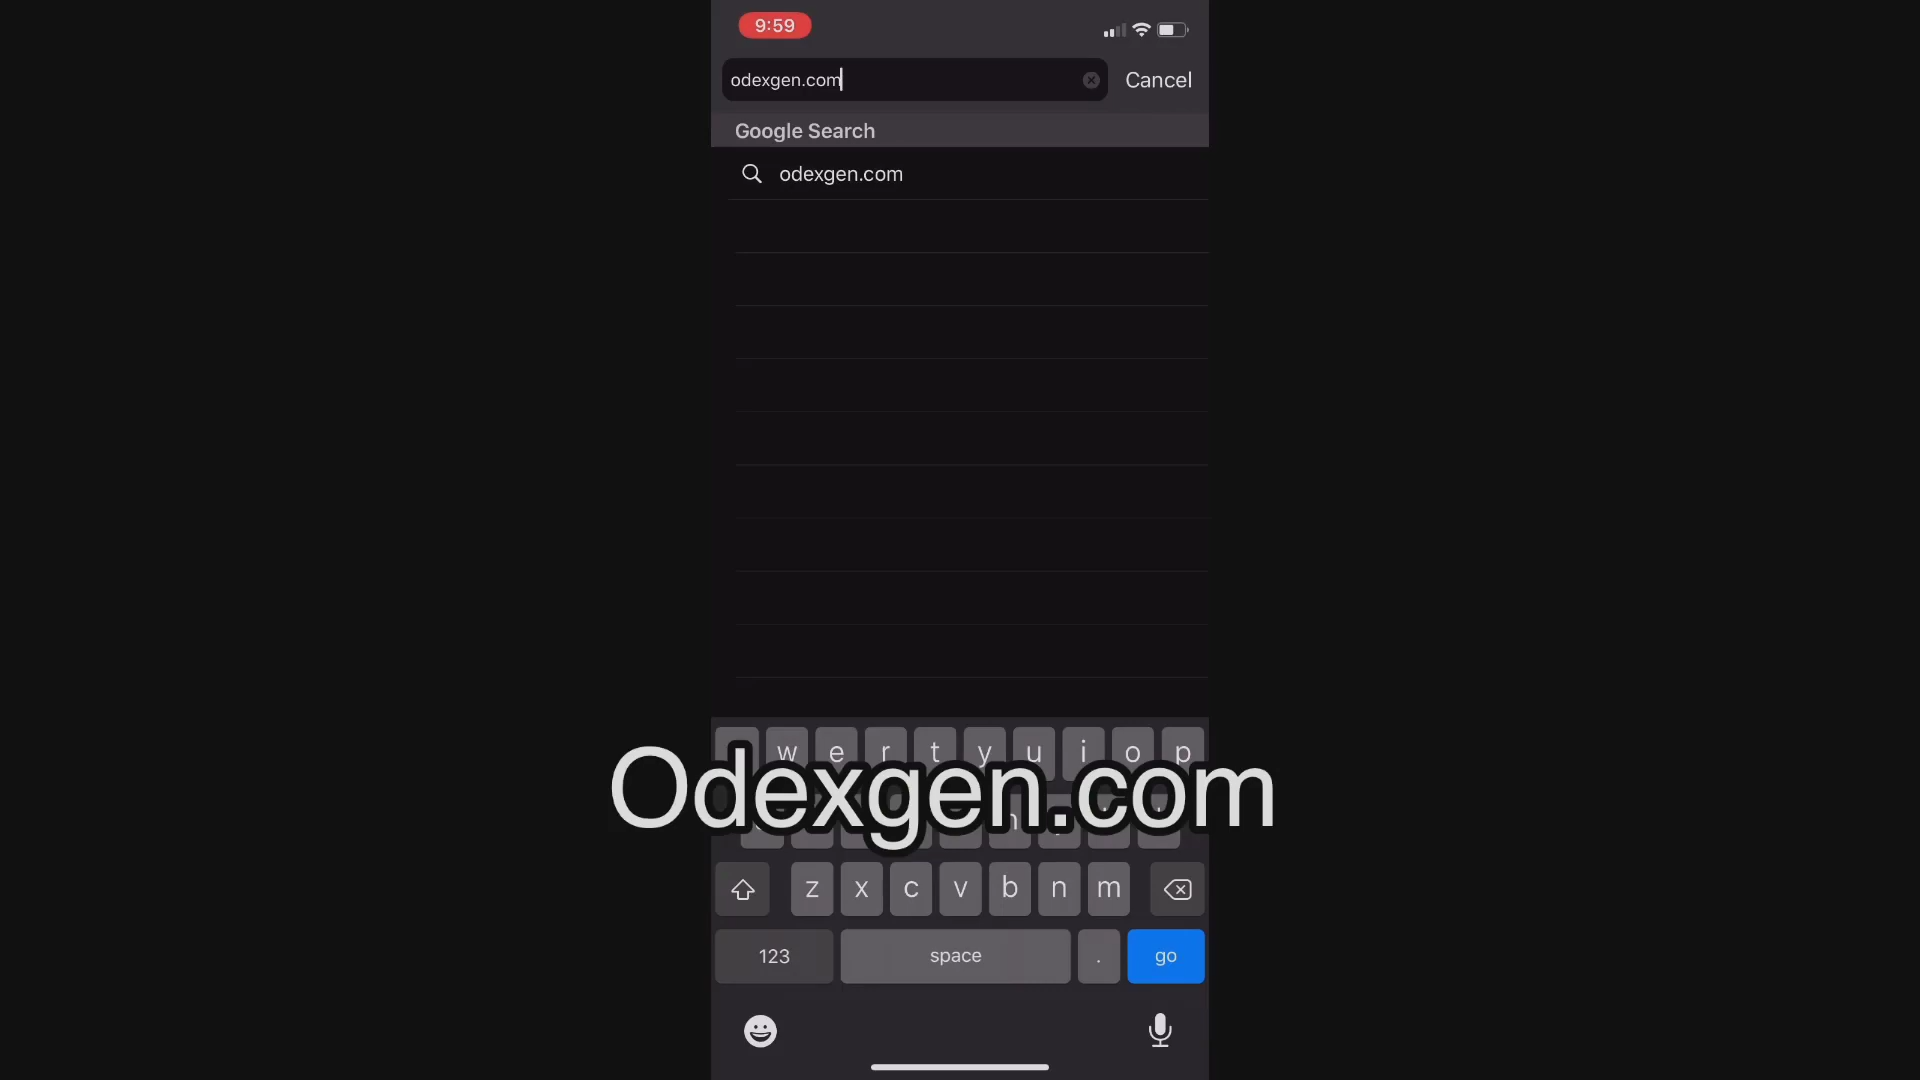 9:59
odexgen.com
Cancel
Google Search
odexgen.com
w e r t y u i o p
Odexgen.com
z x c v b n m
123 space . go